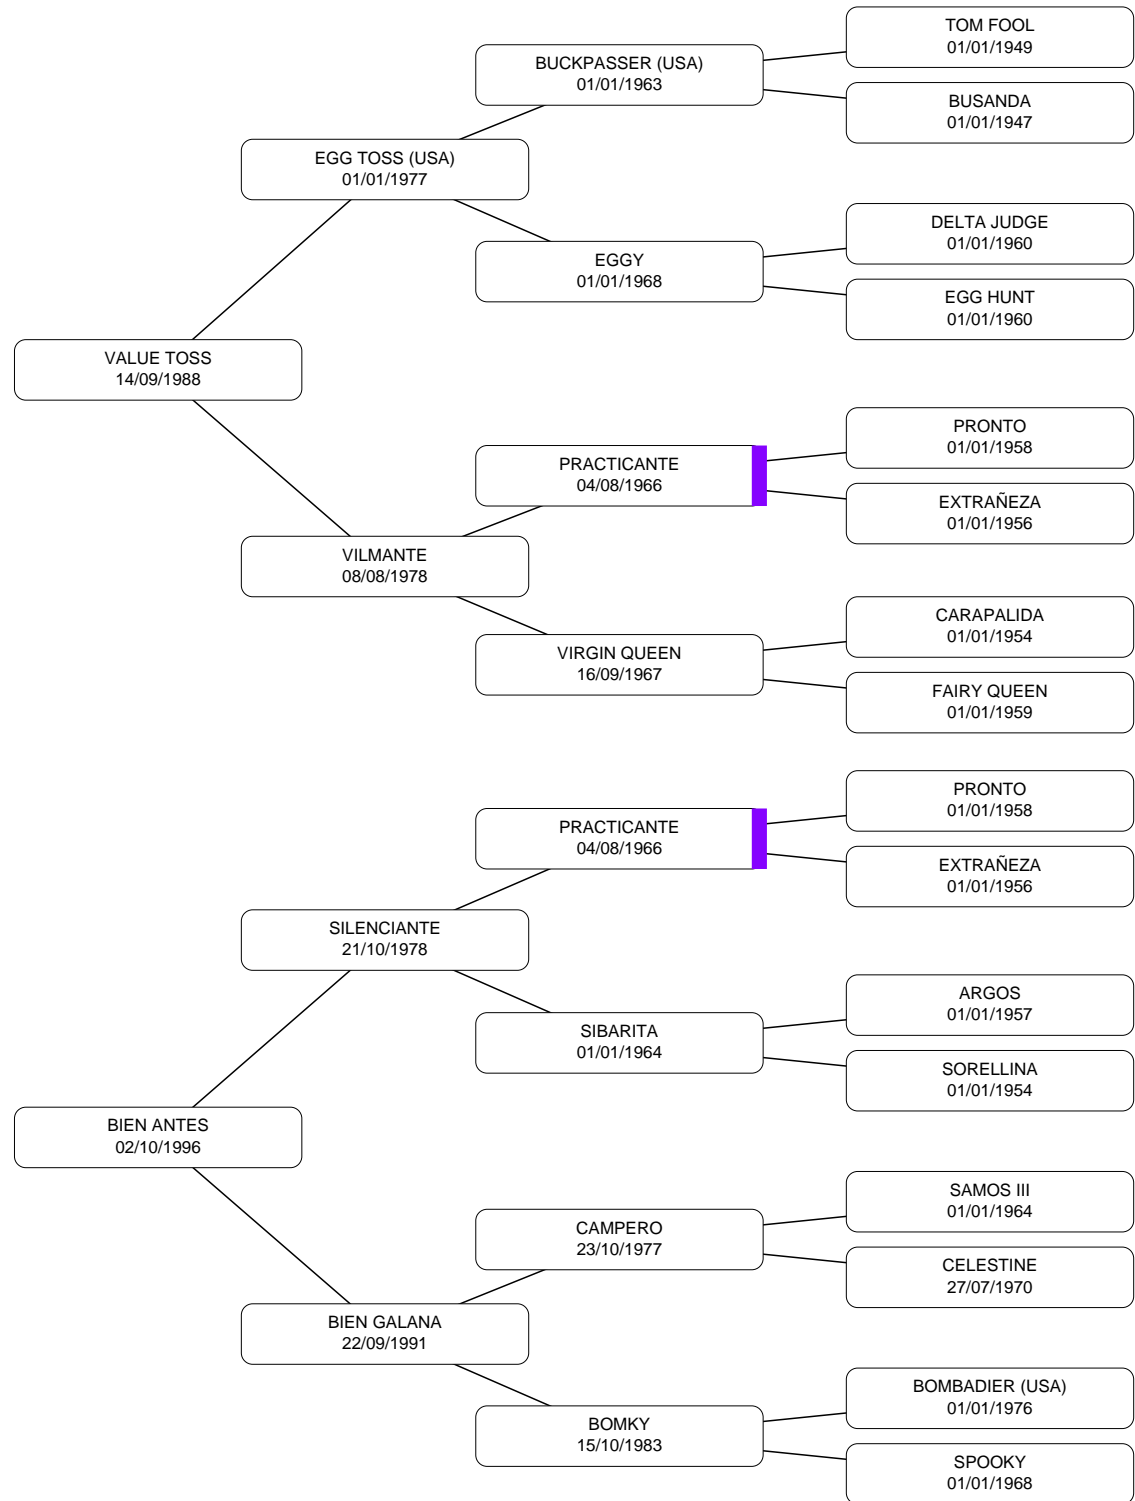 TOM FOOL
01/01/1949
BUCKPASSER (USA)
01/01/1963
BUSANDA
01/01/1947
EGG TOSS (USA)
01/01/1977
DELTA JUDGE
01/01/1960
EGGY
01/01/1968
EGG HUNT
01/01/1960
VALUE TOSS
14/09/1988
PRONTO
01/01/1958
PRACTICANTE
04/08/1966
EXTRAÑEZA
01/01/1956
VILMANTE
08/08/1978
CARAPALIDA
01/01/1954
VIRGIN QUEEN
16/09/1967
FAIRY QUEEN
01/01/1959
PRONTO
01/01/1958
PRACTICANTE
04/08/1966
EXTRAÑEZA
01/01/1956
SILENCIANTE
21/10/1978
ARGOS
01/01/1957
SIBARITA
01/01/1964
SORELLINA
01/01/1954
BIEN ANTES
02/10/1996
SAMOS III
01/01/1964
CAMPERO
23/10/1977
CELESTINE
27/07/1970
BIEN GALANA
22/09/1991
BOMBADIER (USA)
01/01/1976
BOMKY
15/10/1983
SPOOKY
01/01/1968